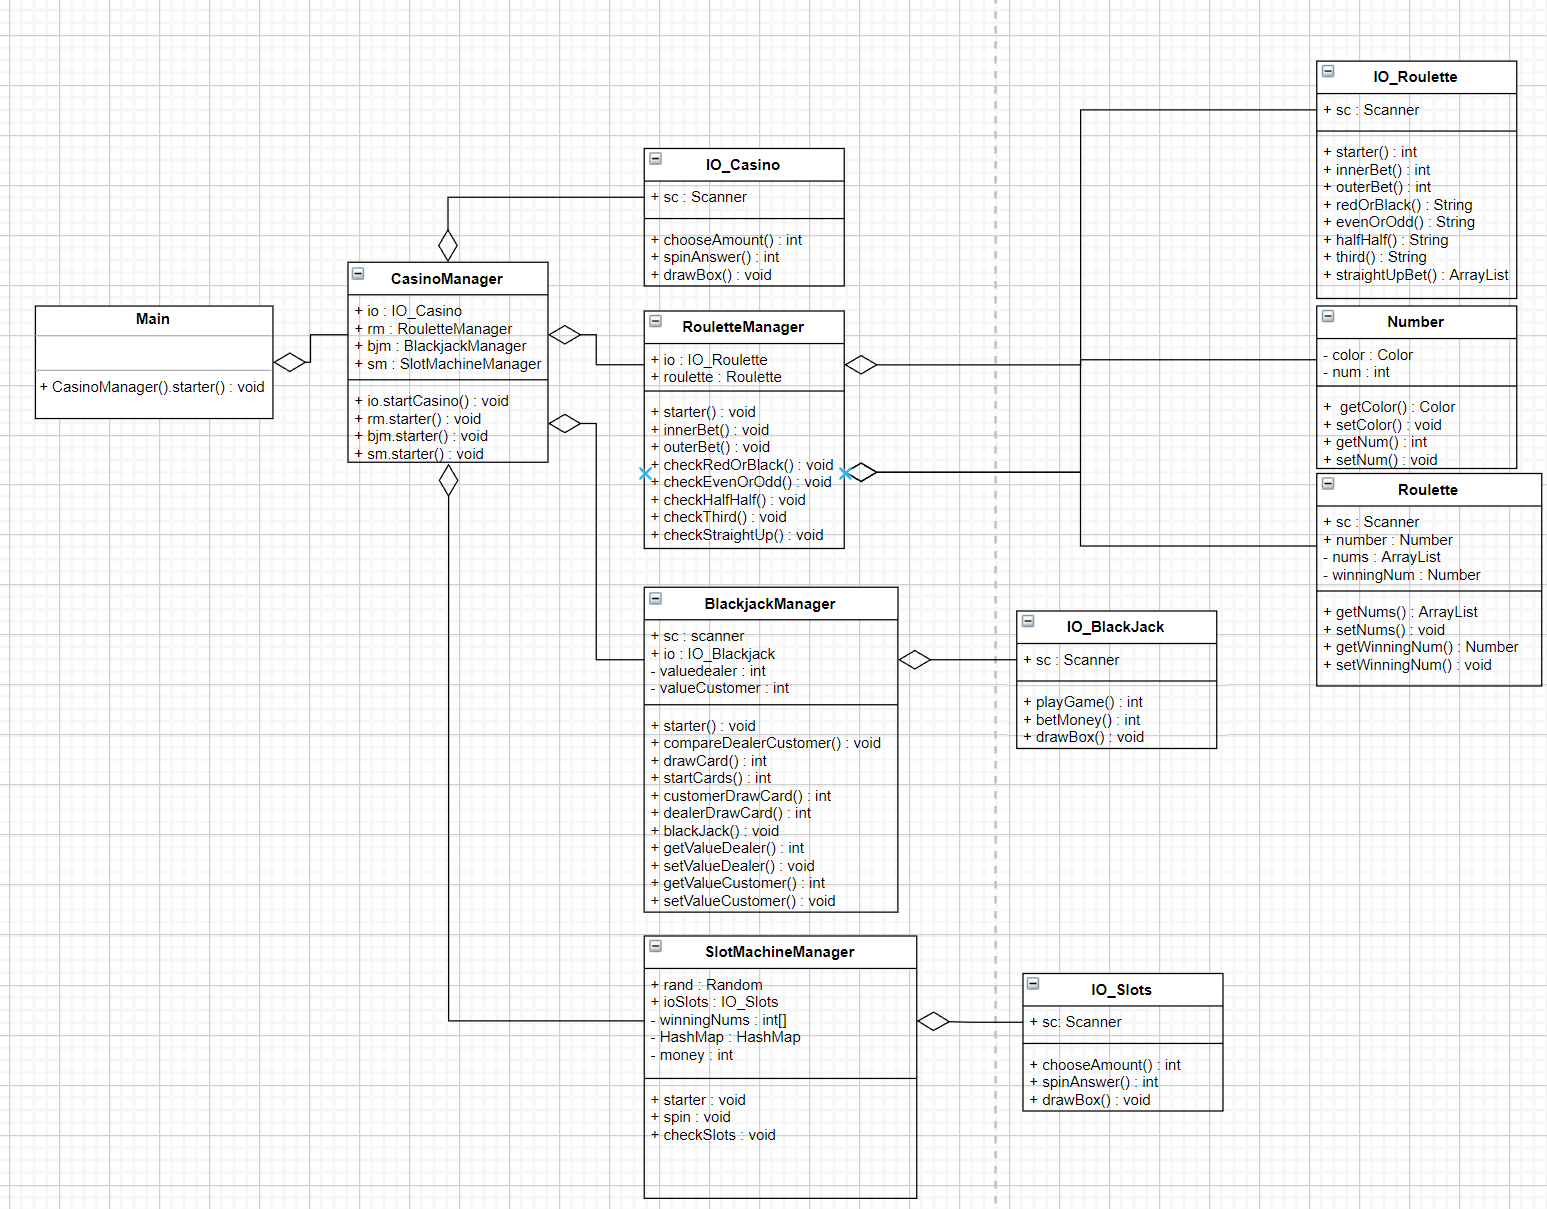 Main
+ CasinoManager().starter() : void
CasinoManager
+ io : IO_Casino
+ rm : RouletteManager
+ bjm : BlackjackManager
+ sm : SlotMachineManager
+ io.startCasino() : void
+ rm.starter() : void
+ bjm.starter() : void
+ sm.starter() : void
IO_Casino
+ sc : Scanner
+ chooseAmount() : int
+ spinAnswer() : int
+ drawBox() : void
RouletteManager
+ io : IO_Roulette
+ roulette : Roulette
+ starter() : void
+ innerBet() : void
+ outerBet() : void
+ checkRedOrBlack() : void
+ checkEvenOrOdd() : void
+ checkHalfHalf() : void
+ checkThird() : void
+ checkStraightUp() : void
BlackjackManager
+ sc : scanner
+ io : IO_Blackjack
- valuedealer : int
- valueCustomer : int
+ starter() : void
+ compareDealerCustomer() : void
+ drawCard() : int
+ startCards() : int
+ customerDrawCard() : int
+ dealerDrawCard() : int
+ blackJack() : void
+ getValueDealer() : int
+ setValueDealer() : void
+ getValueCustomer() : int
+ setValueCustomer() : void
SlotMachineManager
+ rand : Random
+ ioSlots : IO_Slots
- winningNums : int[]
- HashMap : HashMap
- money : int
+ starter : void
+ spin : void
+ checkSlots : void
IO_Roulette
+ sc : Scanner
+ starter() : int
+ innerBet() : int
+ outerBet() : int
+ redOrBlack() : String
+ evenOrOdd() : String
+ halfHalf() : String
+ third() : String
+ straightUpBet() : ArrayList
Number
- color : Color
- num : int
+ getColor() : Color
+ setColor() : void
+ getNum() : int
+ setNum() : void
Roulette
+ sc : Scanner
+ number : Number
- nums : ArrayList
- winningNum : Number
+ getNums() : ArrayList
+ setNums() : void
+ getWinningNum() : Number
+ setWinningNum() : void
IO_BlackJack
+ sc : Scanner
+ playGame() : int
+ betMoney() : int
+ drawBox() : void
IO_Slots
+ sc: Scanner
+ chooseAmount() : int
+ spinAnswer() : int
+ drawBox() : void